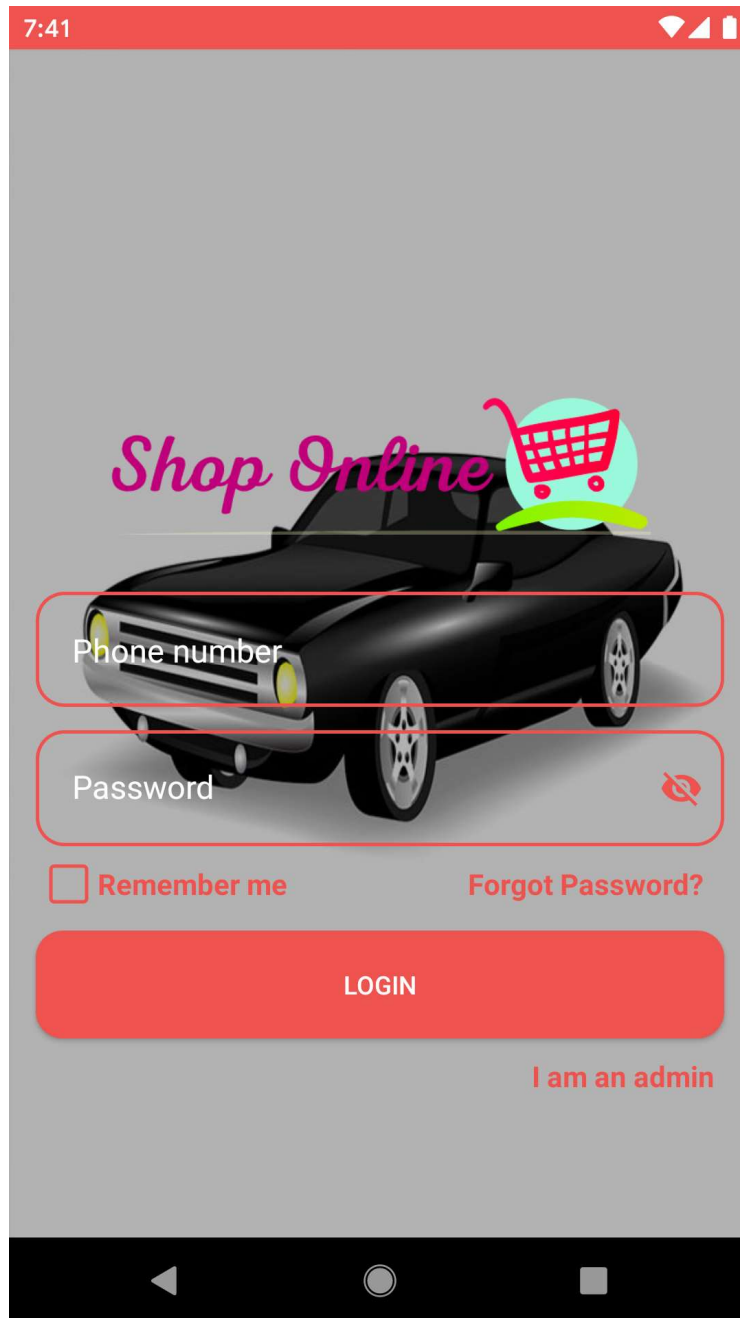 7:41
Shop Online
Phone number
Password
Remember me
Forgot Password?
LOGIN
I am an admin